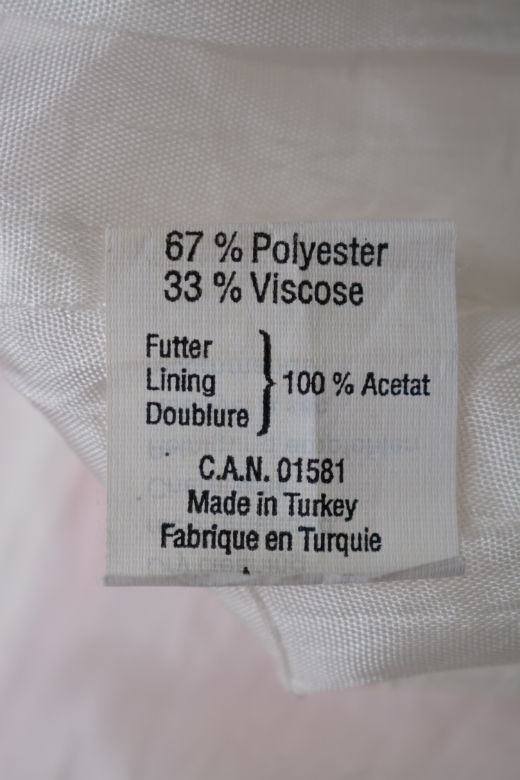 67 % Polyester
33 % Viscose
Futter
Lining
Doublure
100 % Acetat
C.A.N. 01581
Made in Turkey
Fabrique en Turquie